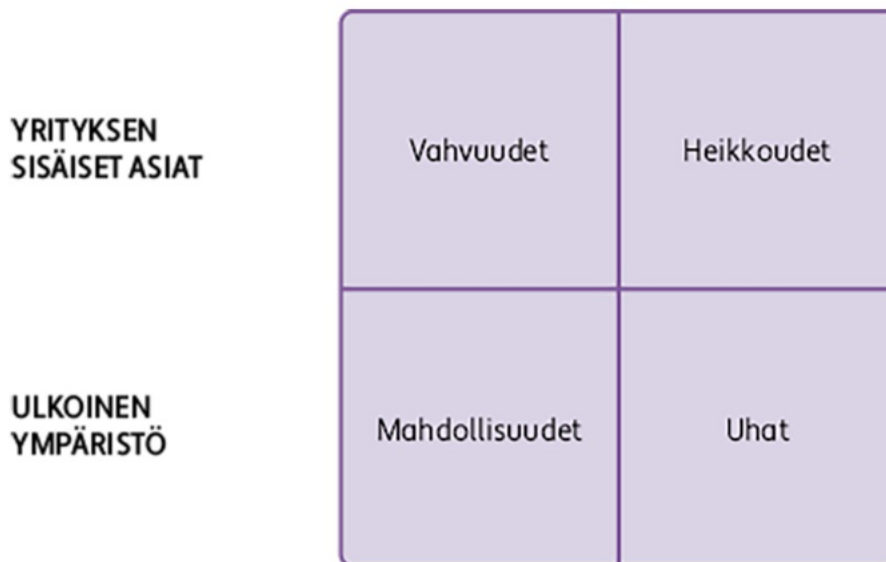 YRITYKSEN
SISÄISET ASIAT
Vahvuudet
Heikkoudet
ULKOINEN
YMPÄRISTÖ
Mahdollisuudet
Uhat